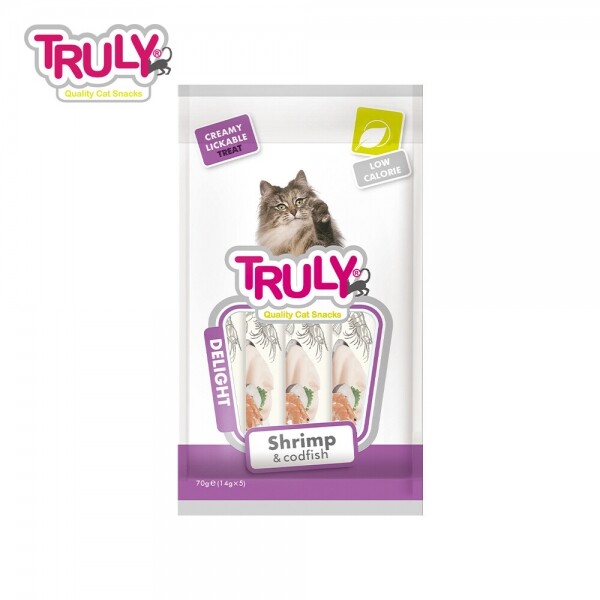 TRULY®
Quality Cat Snacks
CREAMY
LICKABLE
TREAT
LOW
CALORIE
TRULY®
Quality Cat Snacks
DELIGHT
Shrimp
& codfish
70g℮(14g×5)